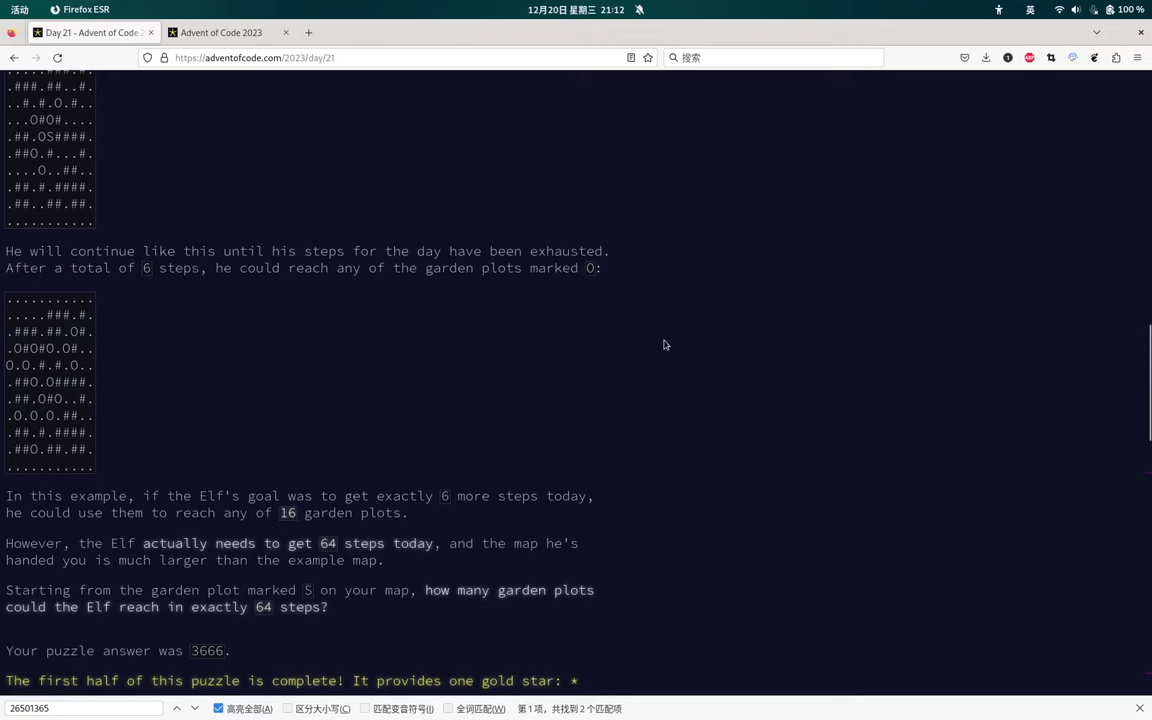 活动 Firefox ESR 12月20日 星期三 21:12 英 100 %
Day 21 - Advent of Code 2 Advent of Code 2023
https://adventofcode.com/2023/day/21 搜索
.....###.#.
.###.##..#.
..#.#.O.#..
...O#O#....
.##.OS####.
.##O.#...#.
....O..##..
.##.#.####.
.##..##.##.
...........
He will continue like this until his steps for the day have been exhausted.
After a total of 6 steps, he could reach any of the garden plots marked O:
...........
.....###.#.
.###.##.O#.
.O#O#O.O#..
O.O.#.#.O..
.##O.O####.
.##.O#O..#.
.O.O.O.##..
.##.#.####.
.##O.##.##.
...........
In this example, if the Elf's goal was to get exactly 6 more steps today,
he could use them to reach any of 16 garden plots.
However, the Elf actually needs to get 64 steps today, and the map he's
handed you is much larger than the example map.
Starting from the garden plot marked S on your map, how many garden plots
could the Elf reach in exactly 64 steps?
Your puzzle answer was 3666.
The first half of this puzzle is complete! It provides one gold star: *
26501365 高亮全部(A) 区分大小写(C) 匹配变音符号(I) 全词匹配(W) 第 1 项，共找到 2 个匹配项